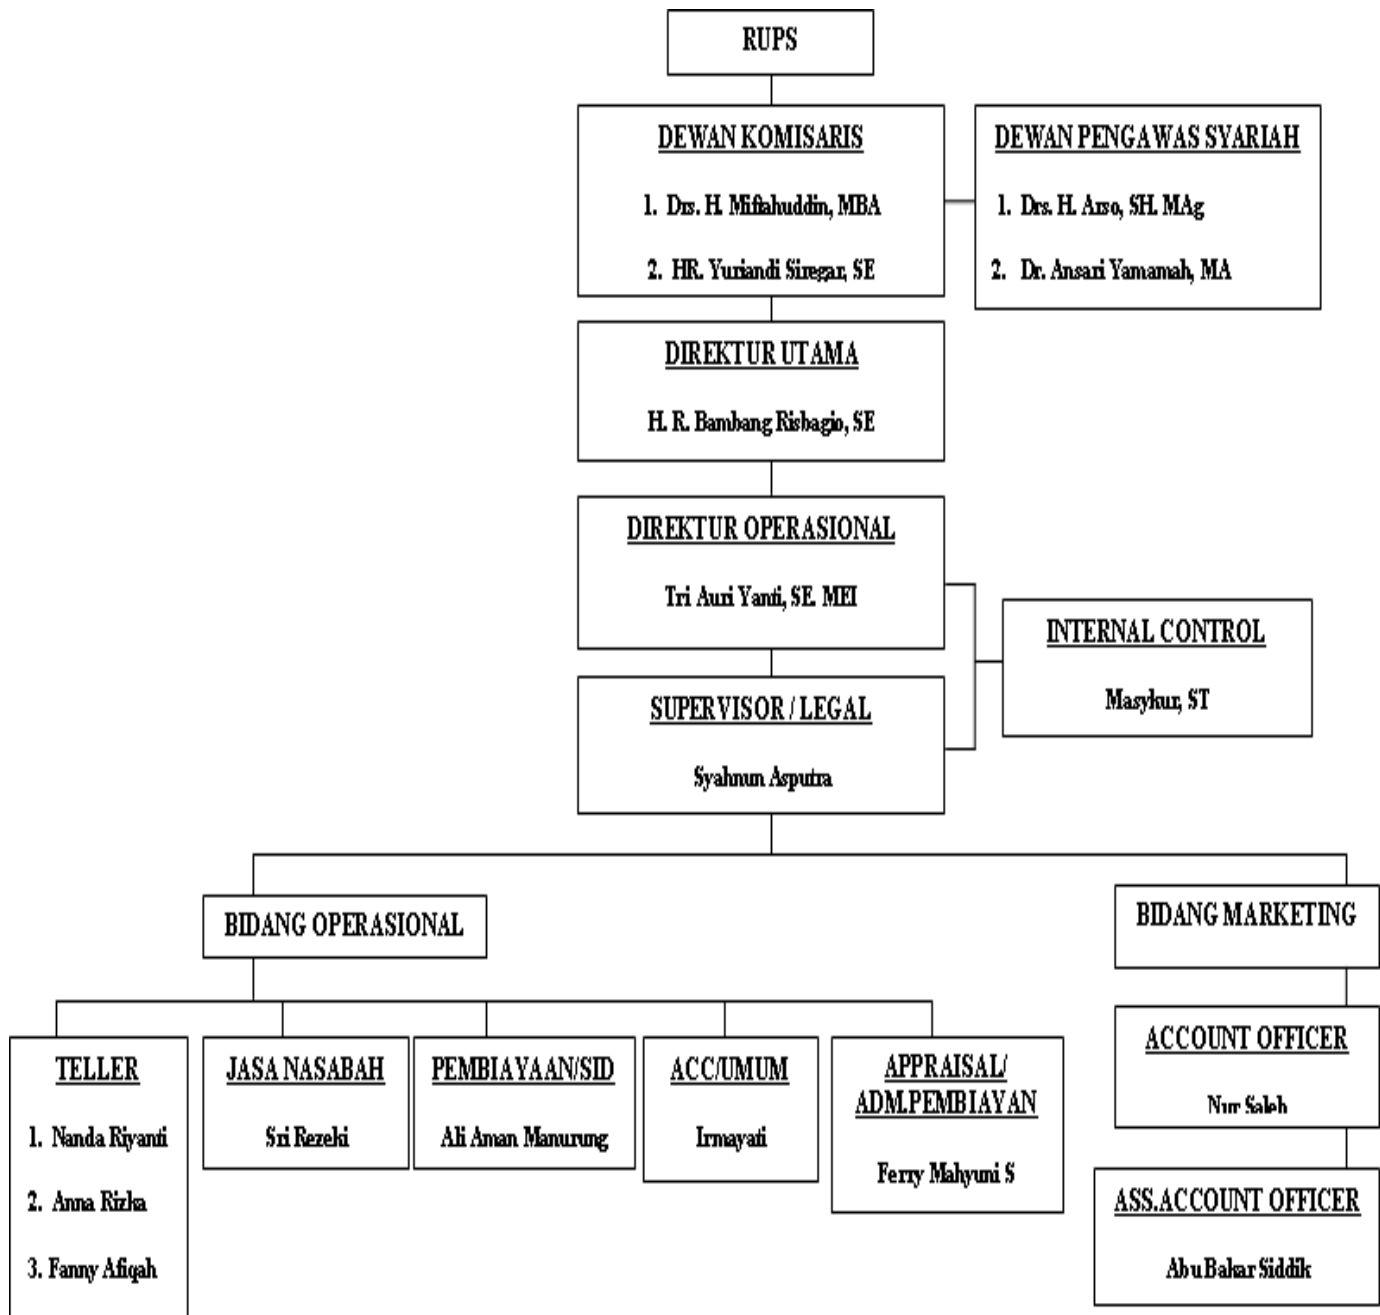 RUPS
DEWAN KOMISARIS
1. Drs. H. Miftahuddin, MBA
2. HR. Yuriandi Siregar, SE
DEWAN PENGAWAS SYARIAH
1. Drs. H. Arso, SH. MAg
2. Dr. Ansari Yamamah, MA
DIREKTUR UTAMA
H. R. Bambang Risbagio, SE
DIREKTUR OPERASIONAL
Tri Auri Yanti, SE. MEI
INTERNAL CONTROL
Masykur, ST
SUPERVISOR / LEGAL
Syahnun Asputra
BIDANG OPERASIONAL
BIDANG MARKETING
TELLER
1. Nanda Riyanti
2. Anna Rizka
3. Fanny Afiqah
JASA NASABAH
Sri Rezeki
PEMBIAYAAN/SID
Ali Aman Manurung
ACC/UMUM
Irmayati
APPRAISAL/
ADM.PEMBIAYAN
Ferry Mahyuni S
ACCOUNT OFFICER
Nur Saleh
ASS.ACCOUNT OFFICER
Abu Bakar Siddik